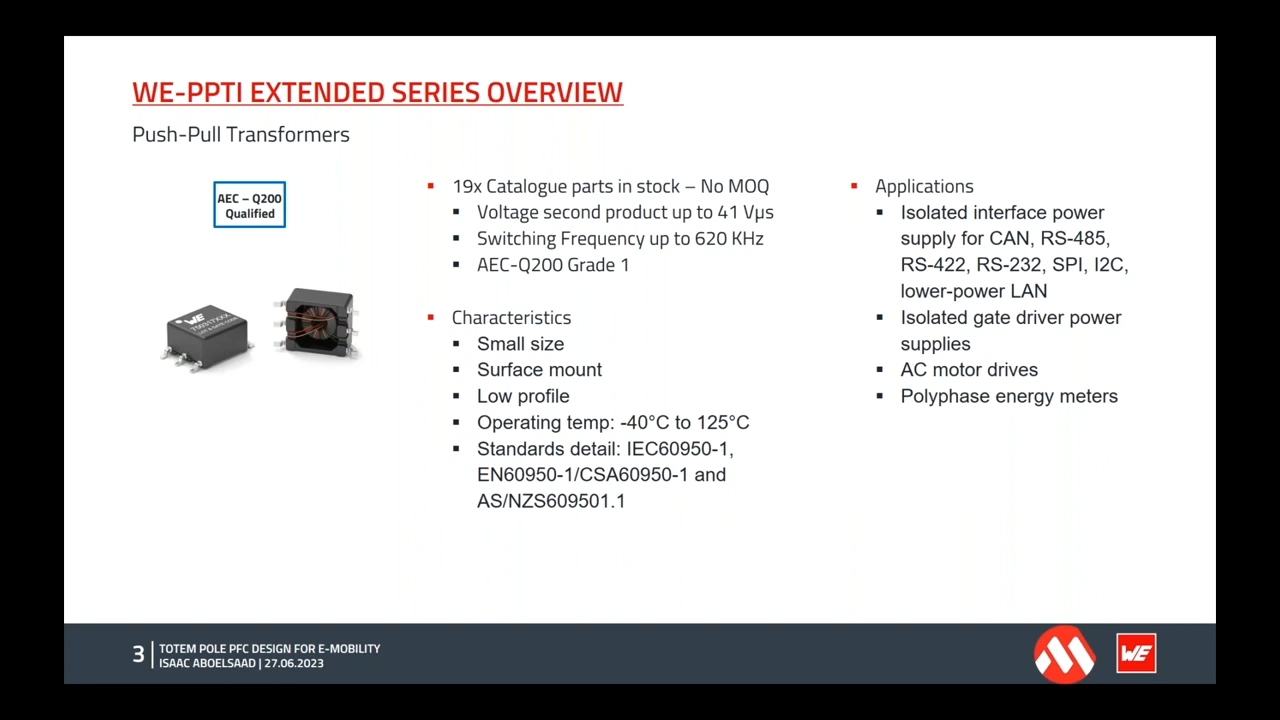 WE-PPTI EXTENDED SERIES OVERVIEW
Push-Pull Transformers
AEC – Q200
Qualified
WE
750317XXX
19x Catalogue parts in stock – No MOQ
Voltage second product up to 41 Vµs
Switching Frequency up to 620 KHz
AEC-Q200 Grade 1
Characteristics
Small size
Surface mount
Low profile
Operating temp: -40°C to 125°C
Standards detail: IEC60950-1,
EN60950-1/CSA60950-1 and
AS/NZS609501.1
Applications
Isolated interface power
supply for CAN, RS-485,
RS-422, RS-232, SPI, I2C,
lower-power LAN
Isolated gate driver power
supplies
AC motor drives
Polyphase energy meters
3
TOTEM POLE PFC DESIGN FOR E-MOBILITY
ISAAC ABOELSAAD | 27.06.2023
WE